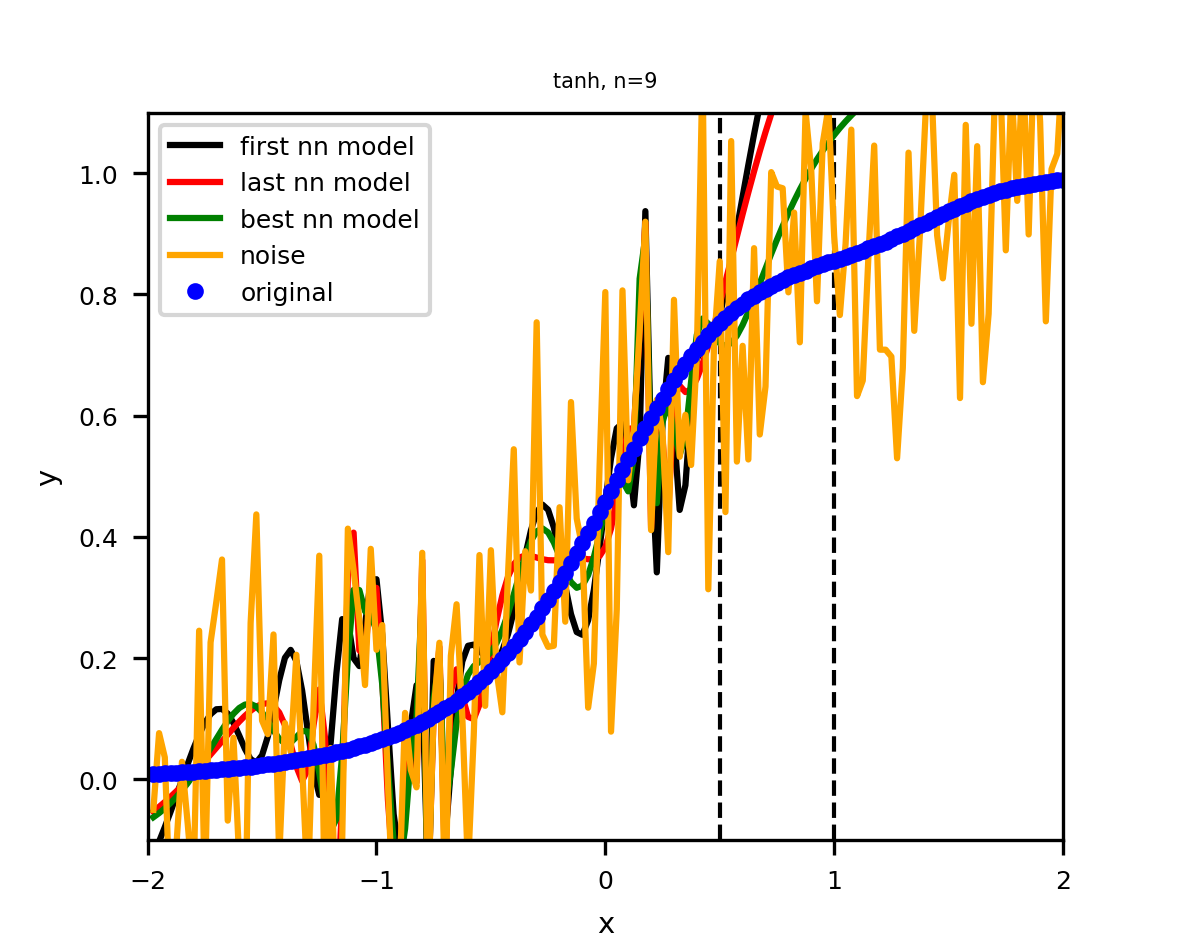 tanh, n=9
first nn model
last nn model
best nn model
noise
original
y
1.0
0.8
0.6
0.4
0.2
0.0
−2
−1
0
1
2
x